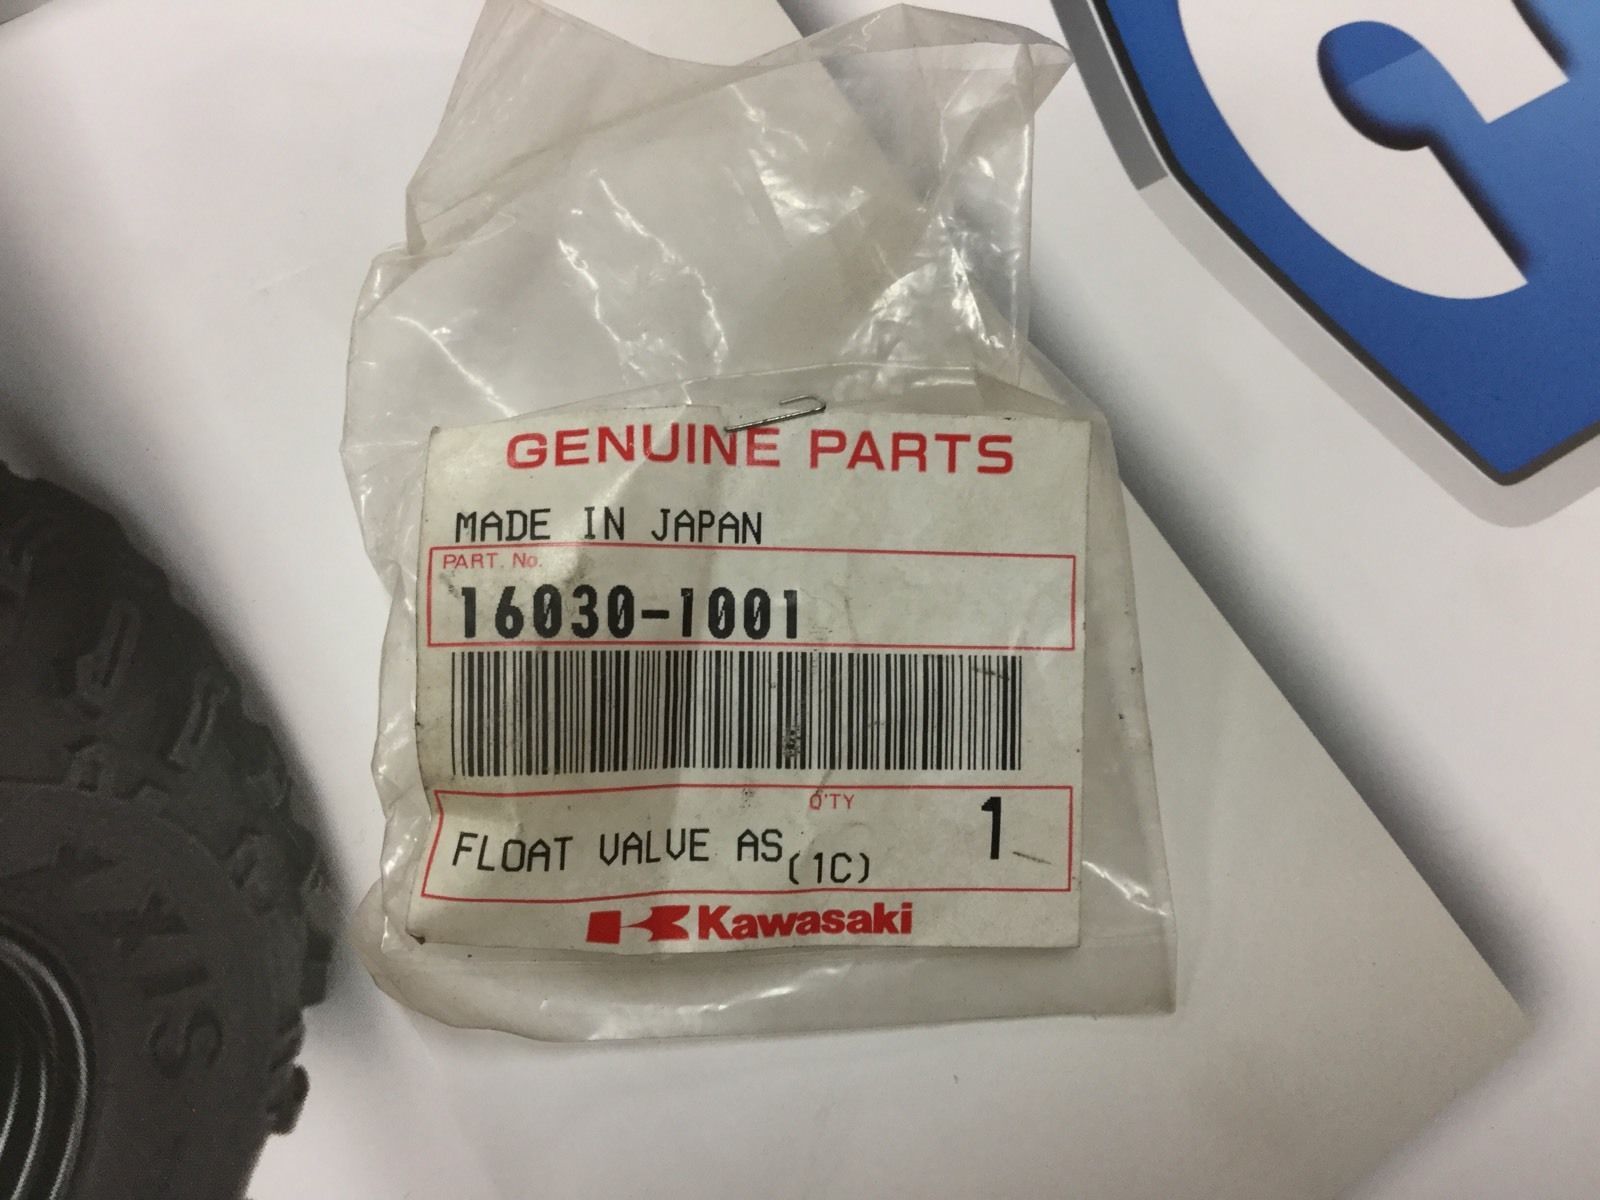 GENUINE PARTS
MADE IN JAPAN
PART. No.
16030-1001
Q'TY
FLOAT VALVE AS(1C) 1
Kawasaki